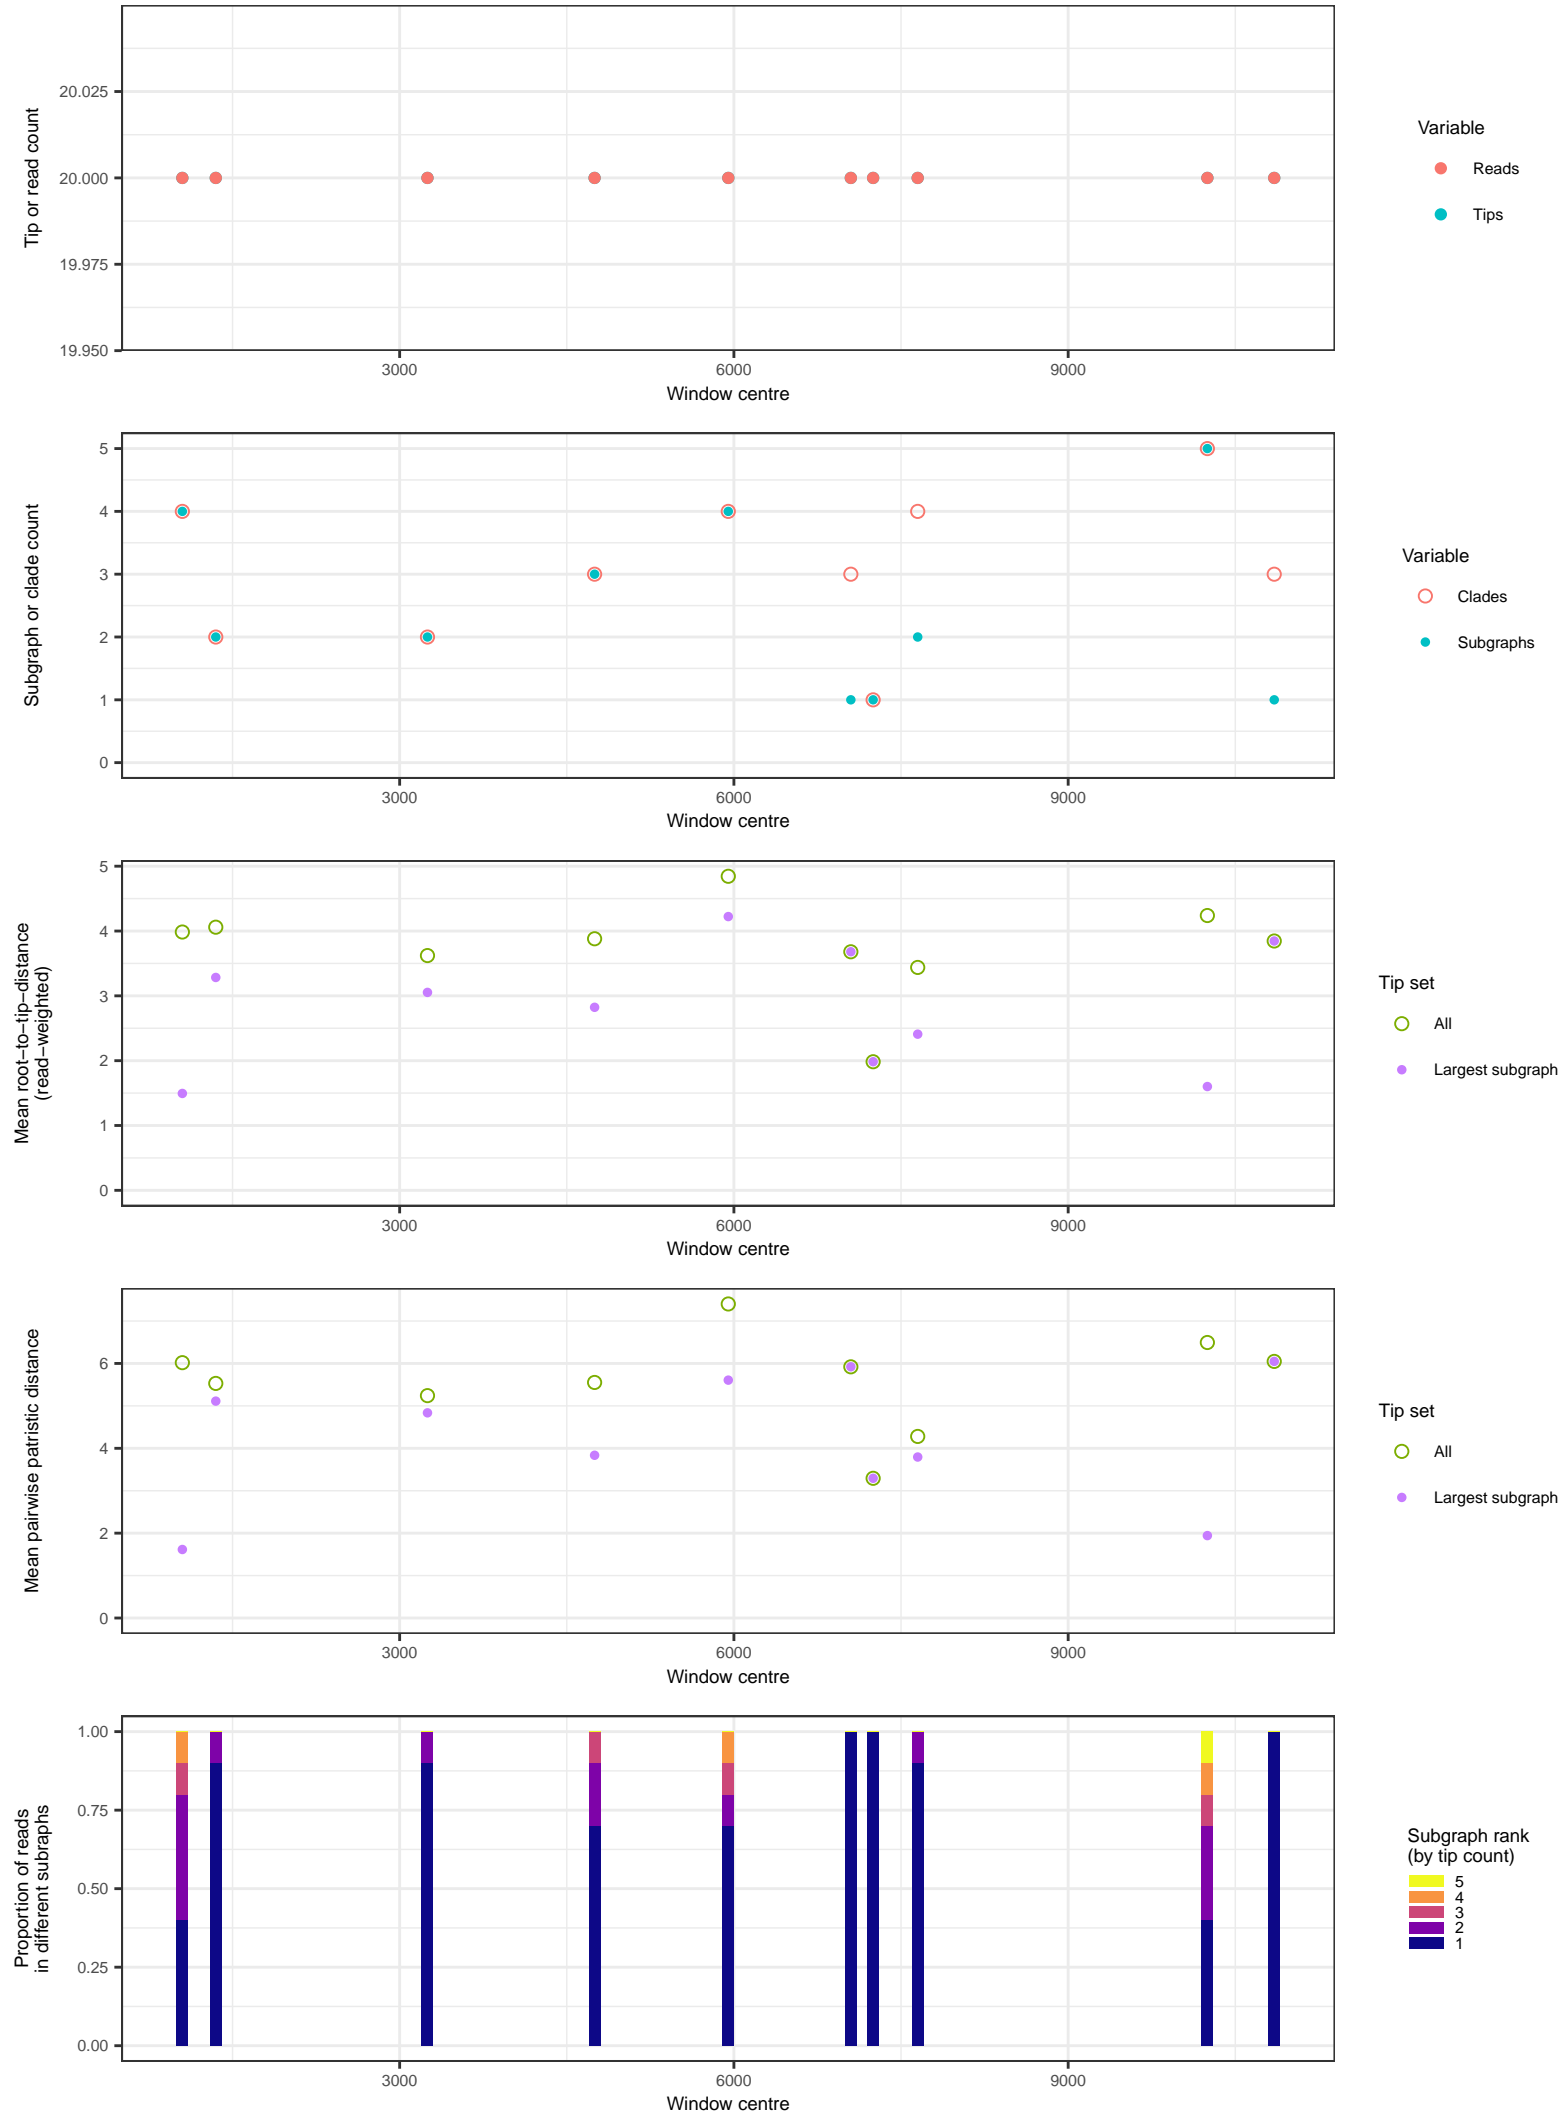 Tip or read count
20.025
20.000
19.975
19.950
3000
6000
9000
Window centre
Variable
Reads
Tips
Subgraph or clade count
5
4
3
2
1
0
3000
6000
9000
Window centre
Variable
Clades
Subgraphs
Mean root−to−tip−distance
(read−weighted)
5
4
3
2
1
0
3000
6000
9000
Window centre
Tip set
All
Largest subgraph
Mean pairwise patristic distance
6
4
2
0
3000
6000
9000
Window centre
Tip set
All
Largest subgraph
Proportion of reads
in different subraphs
1.00
0.75
0.50
0.25
0.00
3000
6000
9000
Window centre
Subgraph rank
(by tip count)
5
4
3
2
1